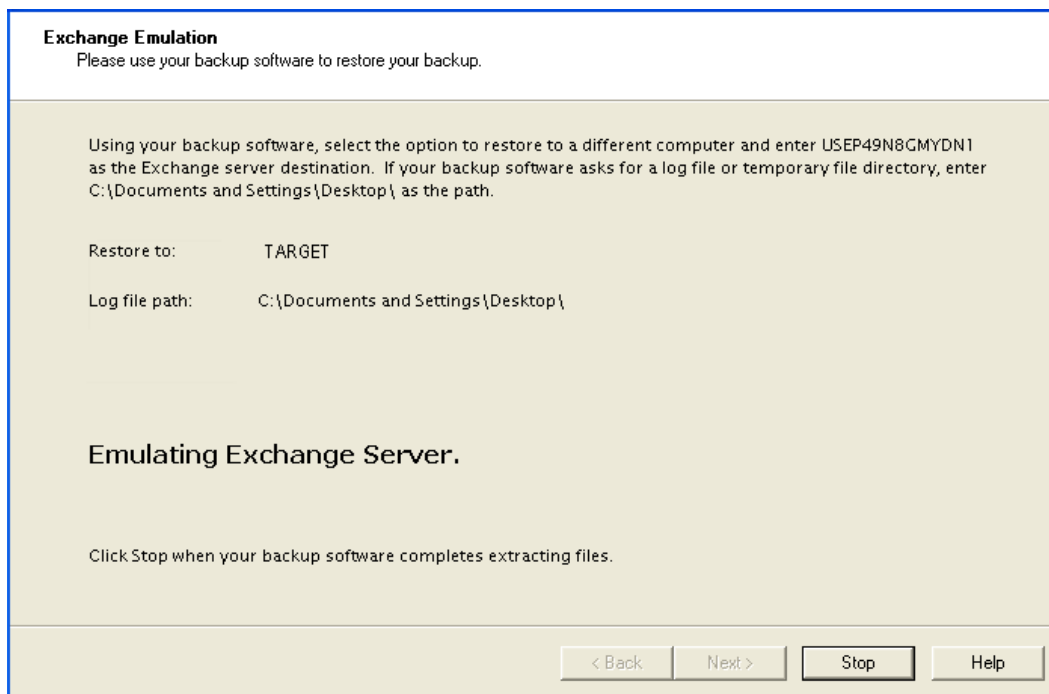 Exchange Emulation
Please use your backup software to restore your backup.
Using your backup software, select the option to restore to a different computer and enter USEP49N8GMYDN1
as the Exchange server destination. If your backup software asks for a log file or temporary file directory, enter
C:\Documents and Settings\Desktop\ as the path.
Restore to: TARGET
Log file path: C:\Documents and Settings\Desktop\
Emulating Exchange Server.
Click Stop when your backup software completes extracting files.
< Back Next > Stop Help